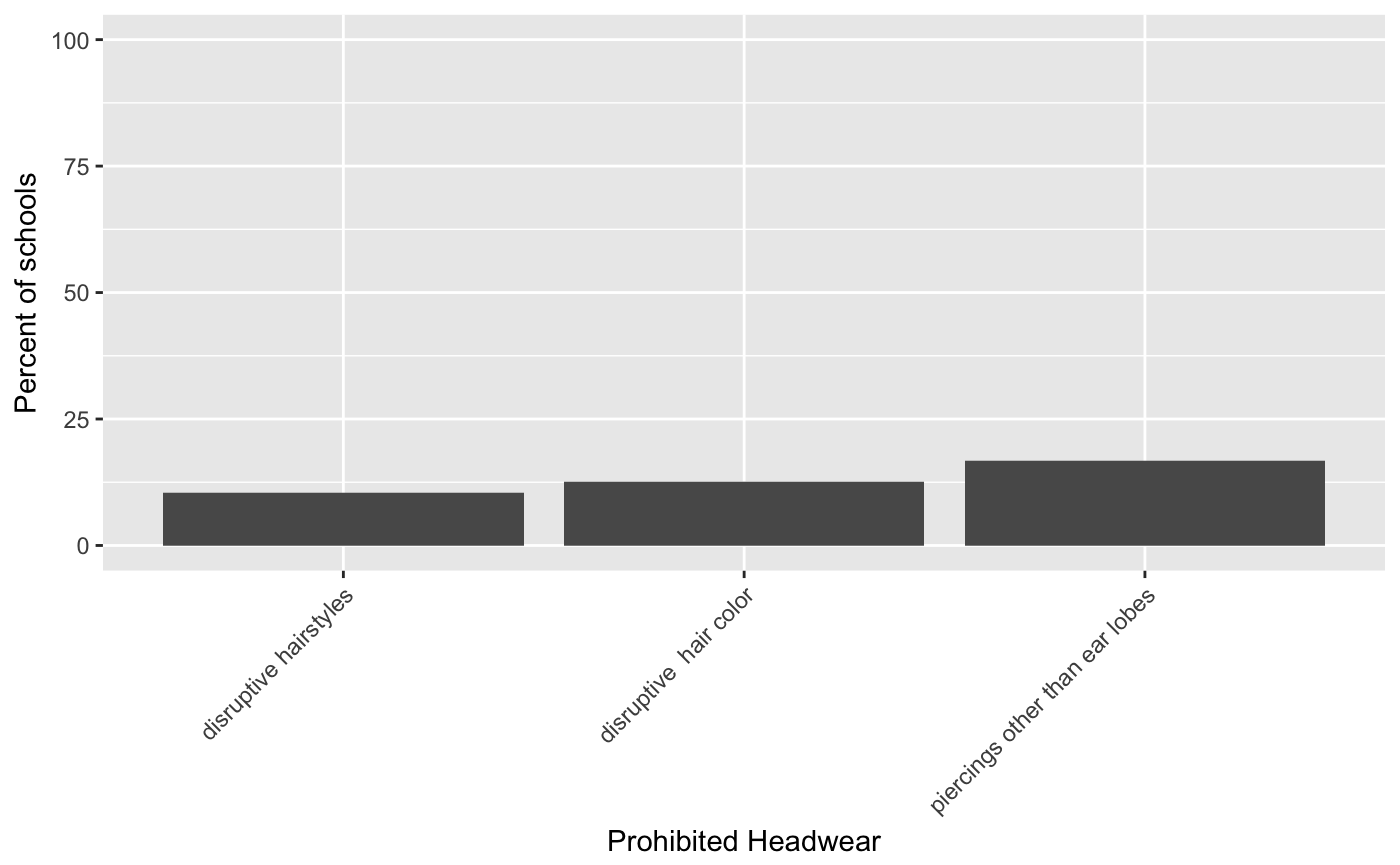 100
75
50
25
0
Percent of schools
disruptive hairstyles
disruptive  hair color
piercings other than ear lobes
Prohibited Headwear